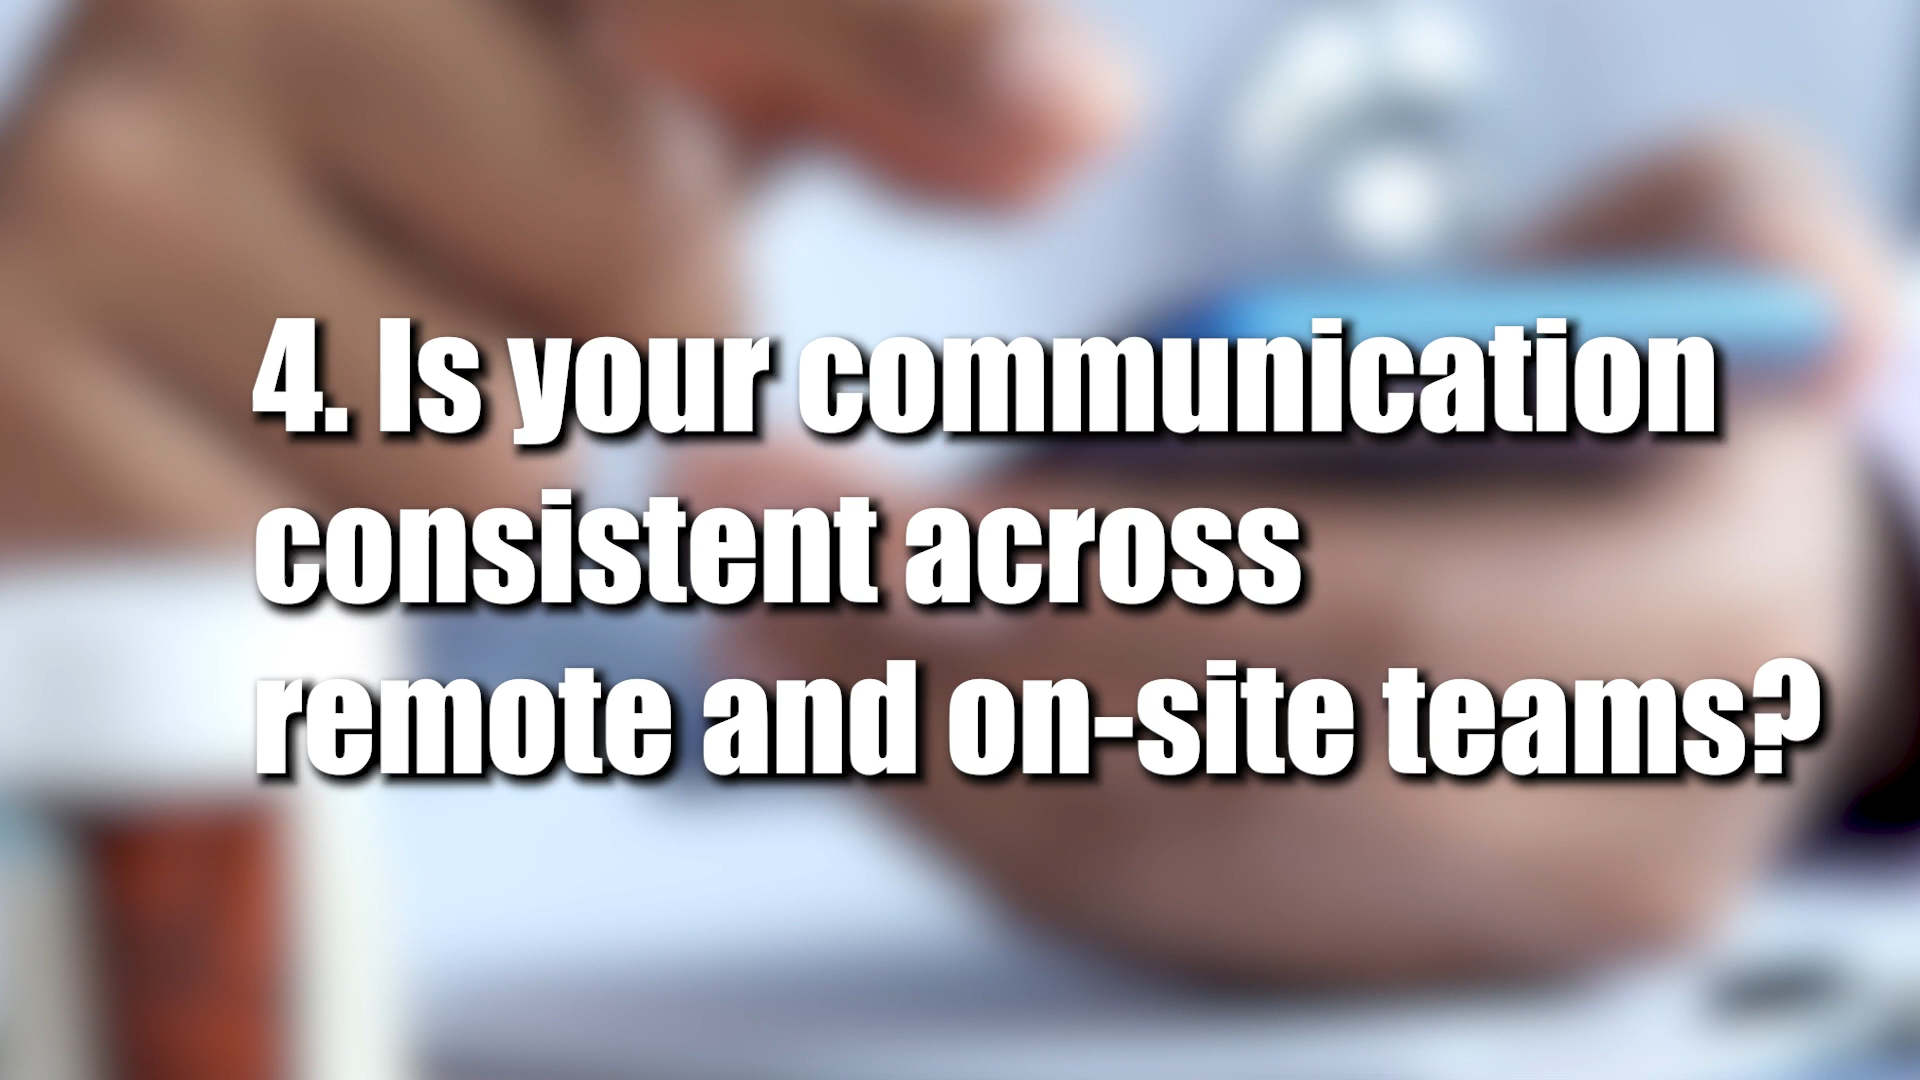 4. Is your communication
consistent across
remote and on-site teams?